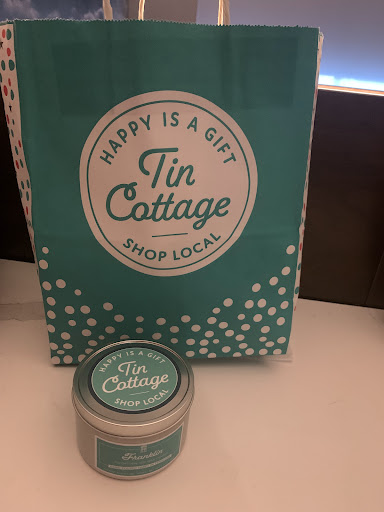 HAPPY IS A GIFT
Tin
Cottage
SHOP LOCAL
HAPPY IS A GIFT
Tin
Cottage
SHOP LOCAL
Franklin